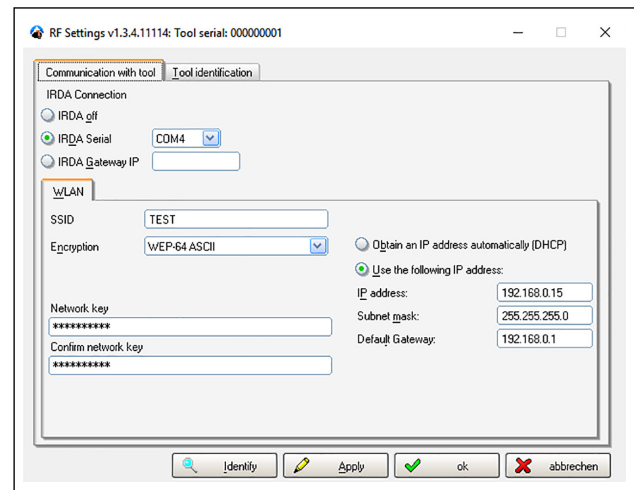 RF Settings v1.3.4.11114: Tool serial: 000000001
Communication with tool Tool identification
IRDA Connection
IRDA off
IRDA Serial COM4
IRDA Gateway IP
WLAN
SSID TEST
Encryption WEP-64 ASCII
Obtain an IP address automatically (DHCP)
Use the following IP address:
IP address: 192.168.0.15
Subnet mask: 255.255.255.0
Default Gateway: 192.168.0.1
Network key
**********
Confirm network key
**********
Identify Apply ok abbrechen